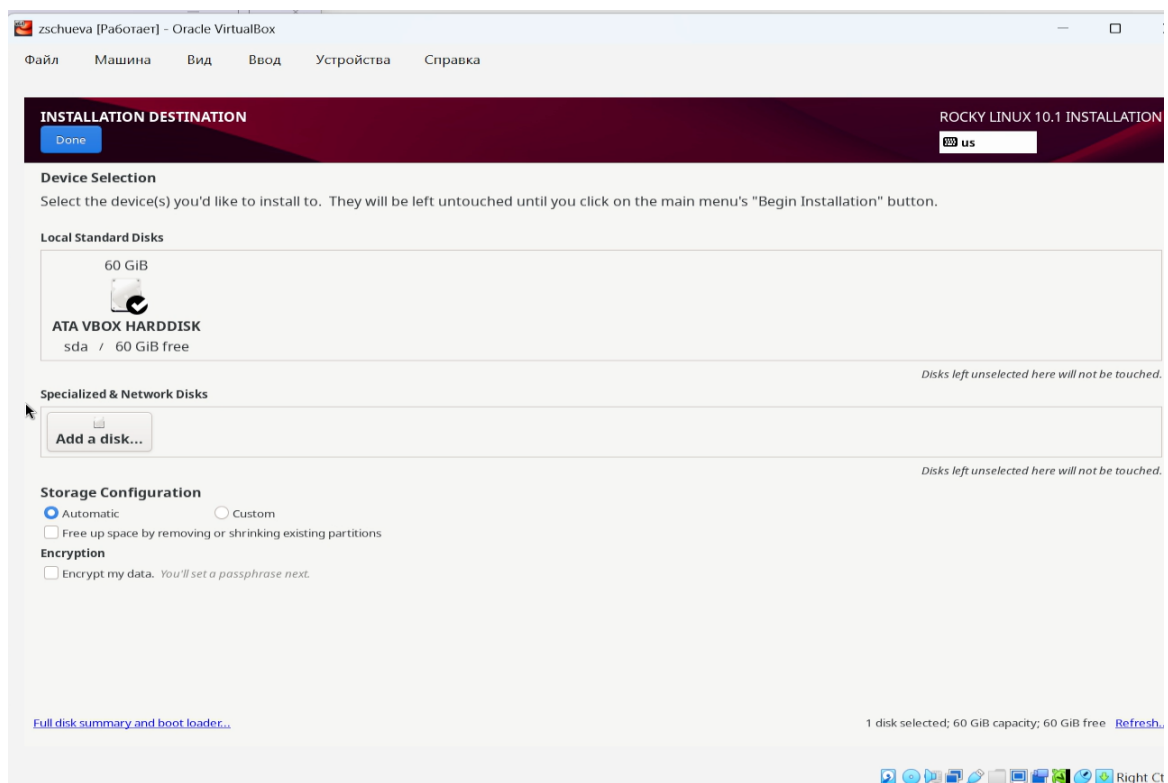 zschueva [Работает] - Oracle VirtualBox
Файл Машина Вид Ввод Устройства Справка
INSTALLATION DESTINATION
ROCKY LINUX 10.1 INSTALLATION
Done
us
Device Selection
Select the device(s) you'd like to install to. They will be left untouched until you click on the main menu's "Begin Installation" button.
Local Standard Disks
60 GiB
ATA VBOX HARDDISK
sda / 60 GiB free
Disks left unselected here will not be touched.
Specialized & Network Disks
Add a disk...
Disks left unselected here will not be touched.
Storage Configuration
Automatic Custom
Free up space by removing or shrinking existing partitions
Encryption
Encrypt my data. You'll set a passphrase next.
Full disk summary and boot loader...
1 disk selected; 60 GiB capacity; 60 GiB free Refresh..
Right Ct